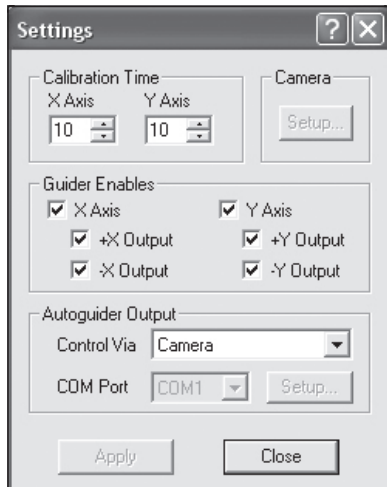 Settings
Calibration Time
Camera
X Axis Y Axis
10 10 Setup...
Guider Enables
X Axis Y Axis
+X Output +Y Output
-X Output -Y Output
Autoguider Output
Control Via Camera
COM Port COM1 Setup...
Apply Close